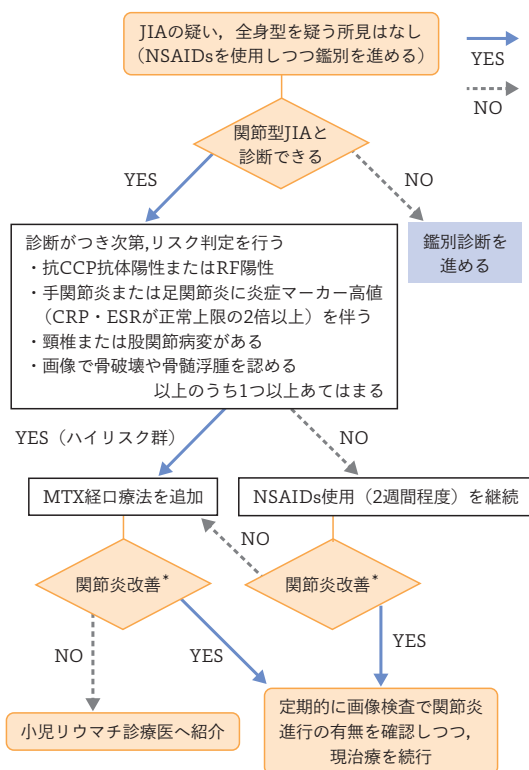 JIAの疑い，全身型を疑う所見はなし
（NSAIDsを使用しつつ鑑別を進める）
YES
NO
関節型JIAと
診断できる
YES
NO
診断がつき次第,リスク判定を行う
・抗CCP抗体陽性またはRF陽性
・手関節炎または足関節炎に炎症マーカー高値
（CRP・ESRが正常上限の2倍以上）を伴う
・頸椎または股関節病変がある
・画像で骨破壊や骨髄浮腫を認める
以上のうち1つ以上あてはまる
鑑別診断を
進める
YES（ハイリスク群）
NO
MTX経口療法を追加
NSAIDs使用（2週間程度）を継続
NO
関節炎改善*
関節炎改善*
NO
YES
YES
小児リウマチ診療医へ紹介
定期的に画像検査で関節炎
進行の有無を確認しつつ，
現治療を続行